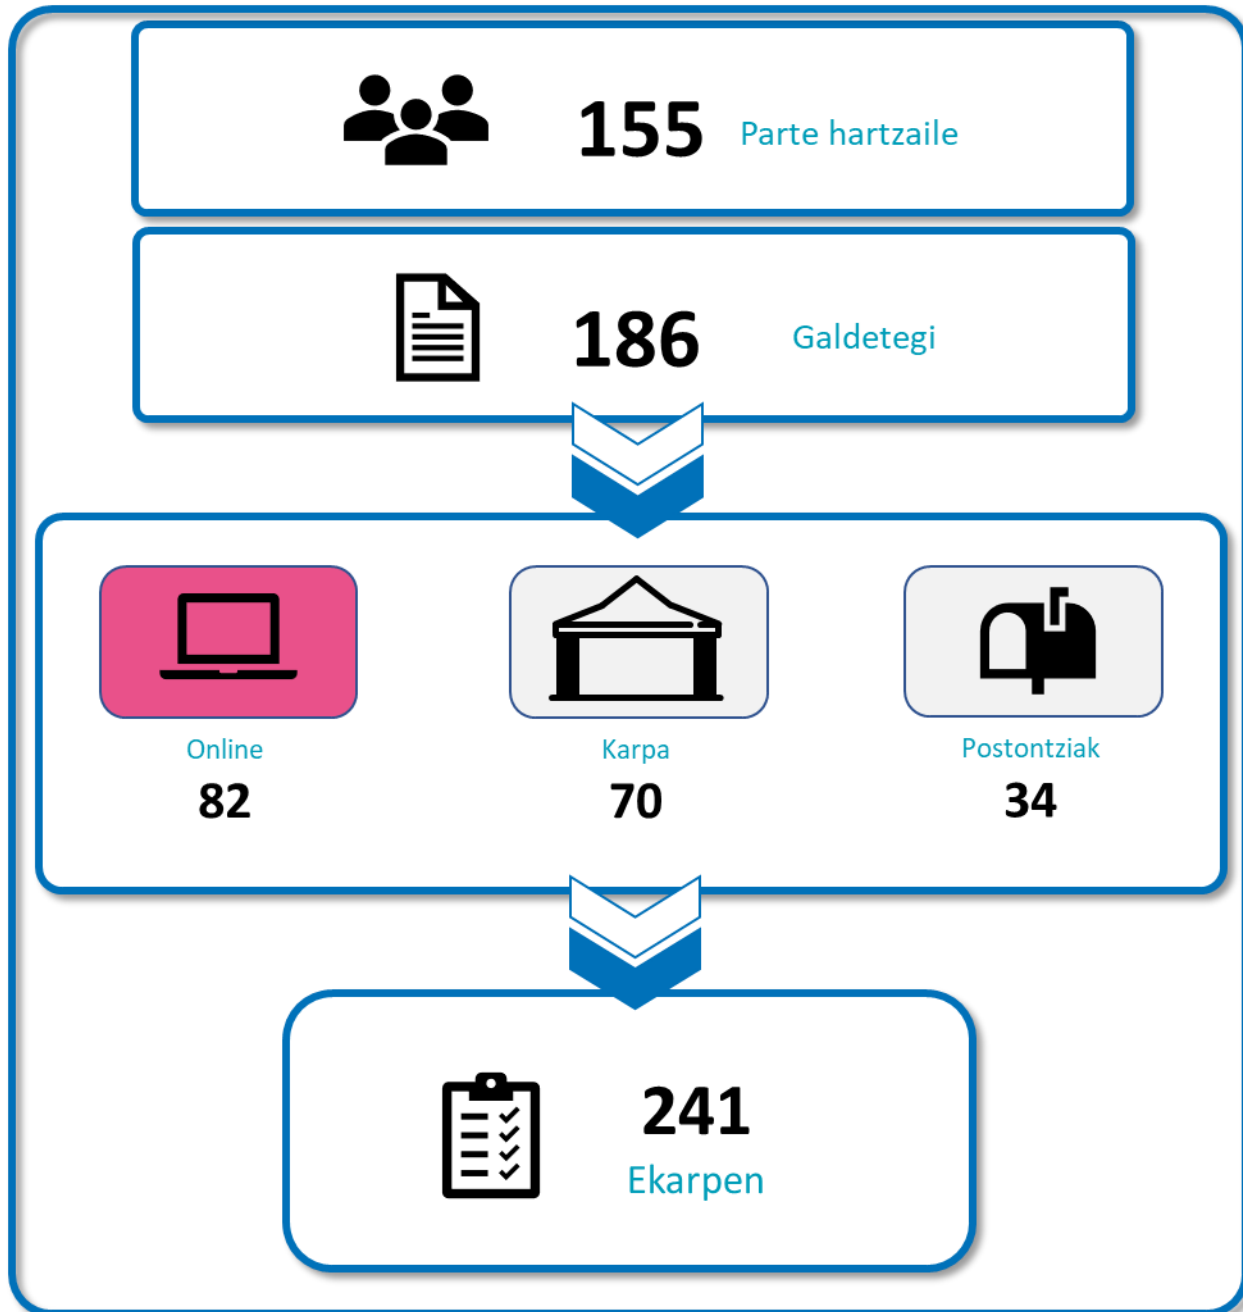 155 Parte hartzaile
186 Galdetegi
Online
Karpa
Postontziak
82
70
34
241
Ekarpen